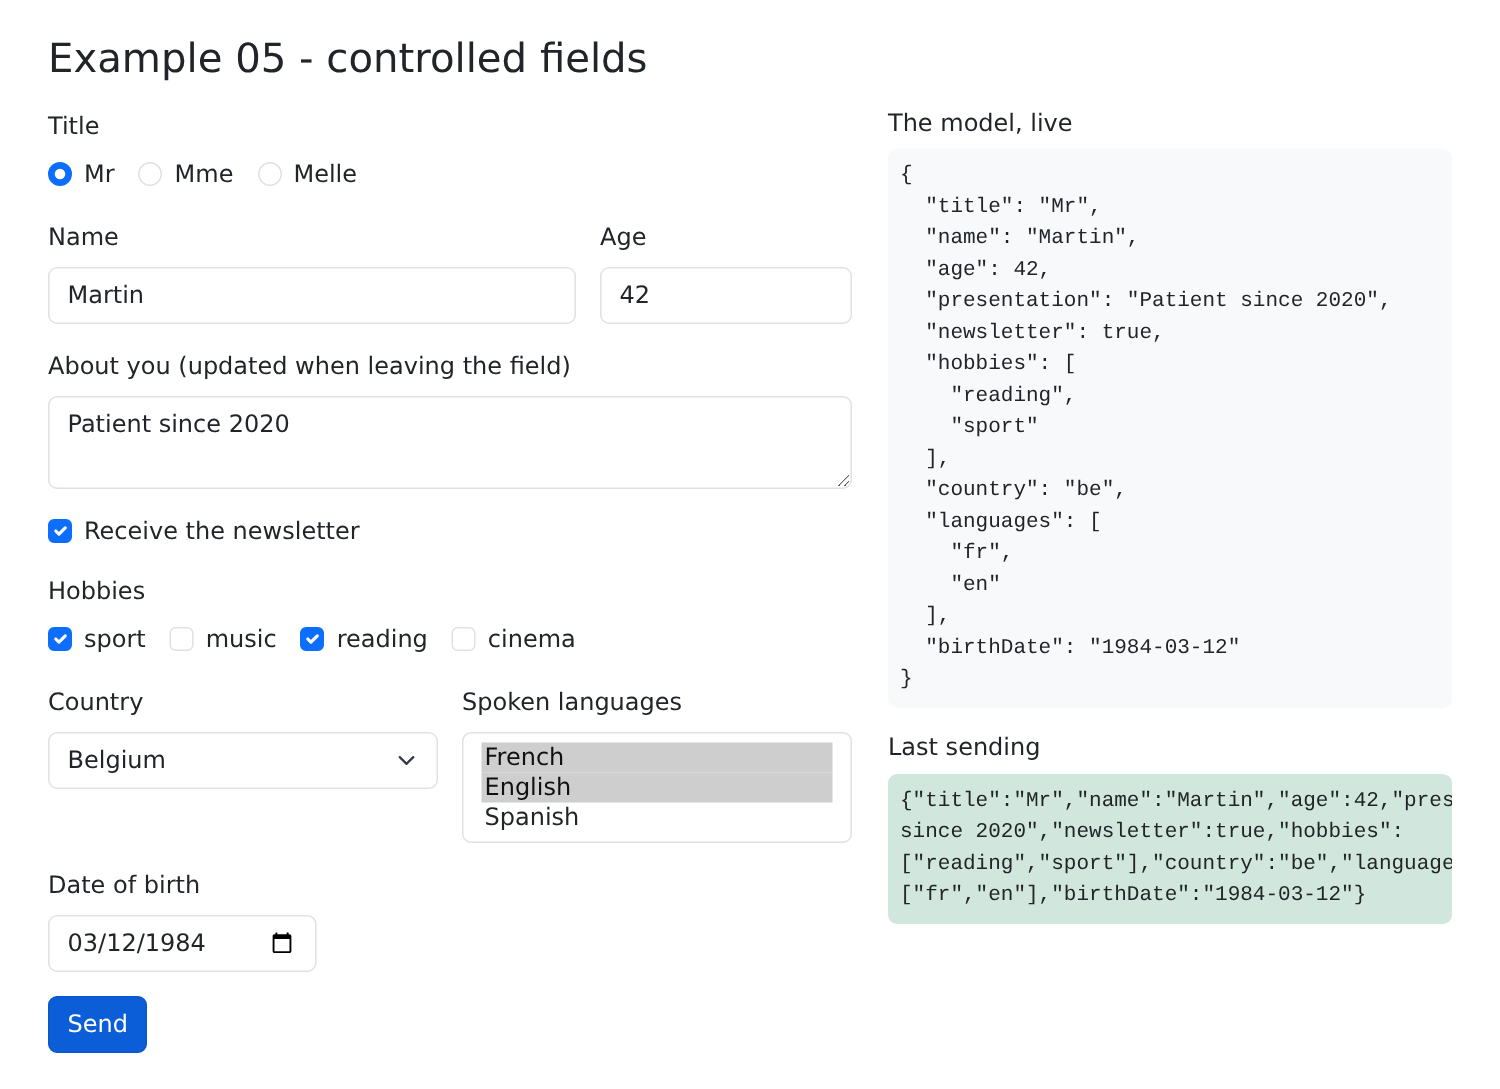 Example 05 - controlled fields
Title
Mr Mme Melle
Name Age
Martin 42
About you (updated when leaving the field)
Patient since 2020
Receive the newsletter
Hobbies
sport music reading cinema
Country Spoken languages
Belgium
French
English
Spanish
Date of birth
03/12/1984
Send
The model, live
{
  "title": "Mr",
  "name": "Martin",
  "age": 42,
  "presentation": "Patient since 2020",
  "newsletter": true,
  "hobbies": [
    "reading",
    "sport"
  ],
  "country": "be",
  "languages": [
    "fr",
    "en"
  ],
  "birthDate": "1984-03-12"
}
Last sending
{"title":"Mr","name":"Martin","age":42,"pres
since 2020","newsletter":true,"hobbies":
["reading","sport"],"country":"be","language
["fr","en"],"birthDate":"1984-03-12"}